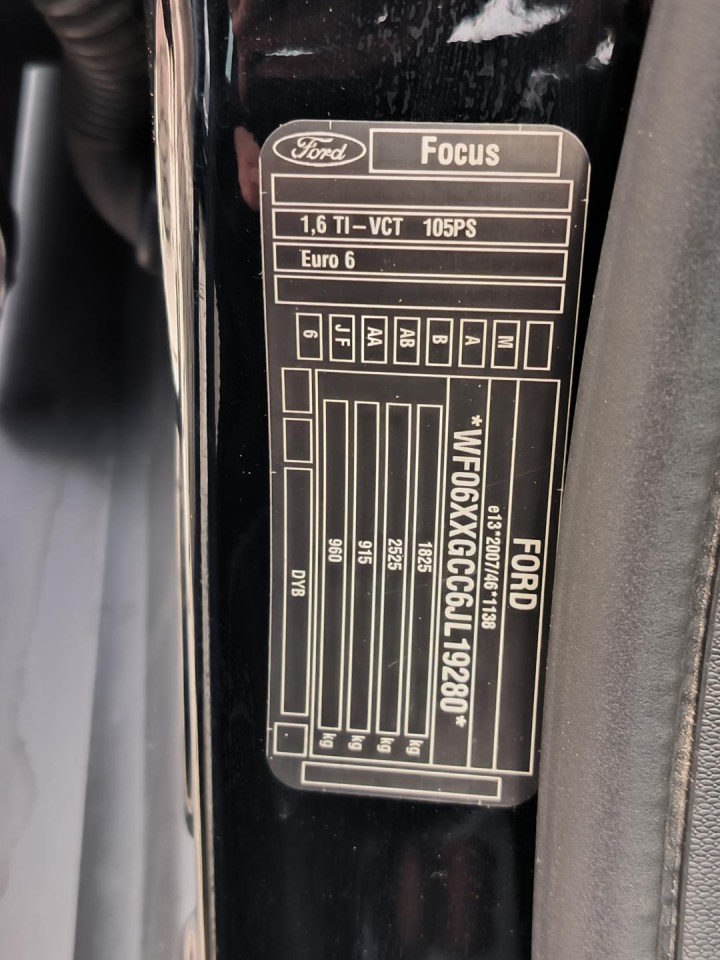 Ford
Focus
1,6 TI-VCT 105PS
Euro 6
M
A
B
AB
AA
J F
6
FORD
e13*2007/46*1138
*WF06XXGCC6JL19280*
1825 kg
2525 kg
915 kg
960 kg
DYB